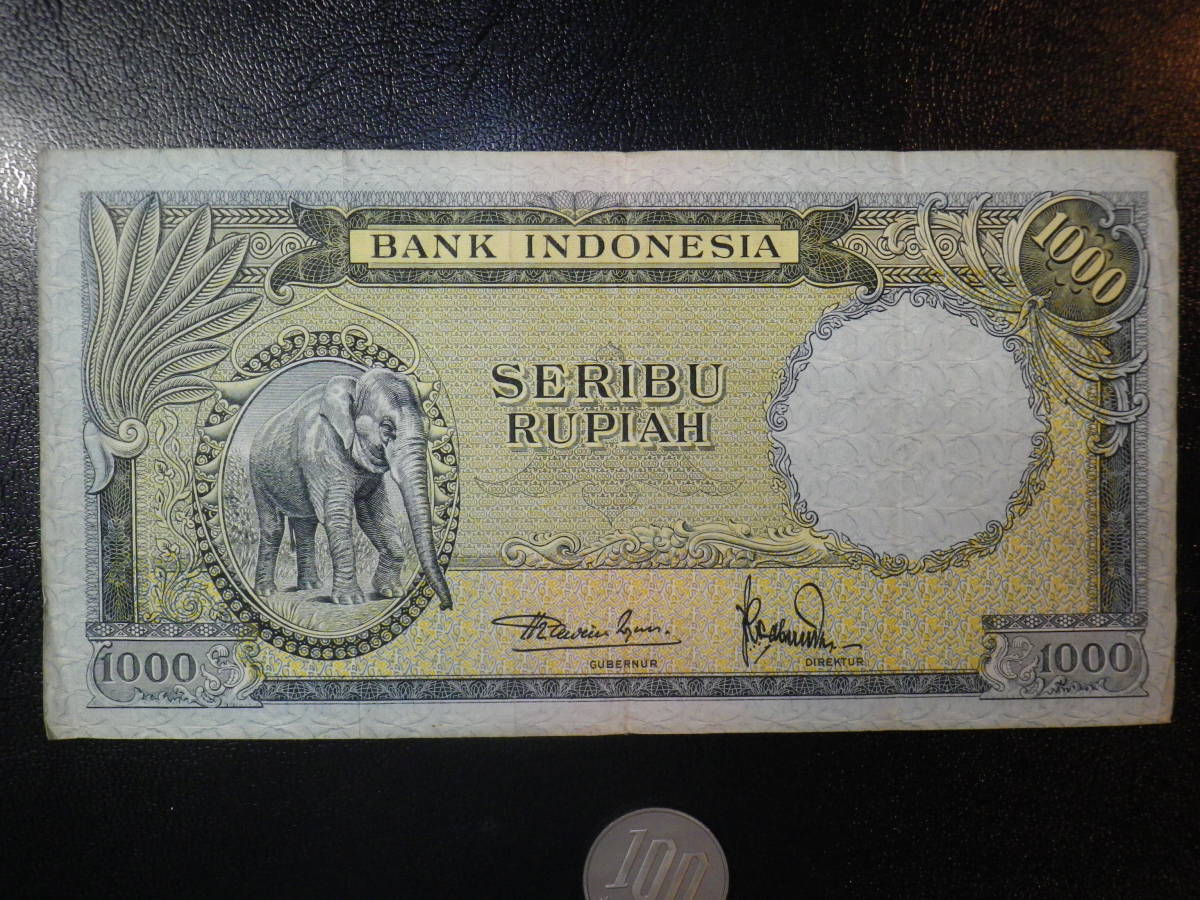 BANK INDONESIA
1000
SERIBU
RUPIAH
GUBERNUR
DIREKTUR
1000
1000
100